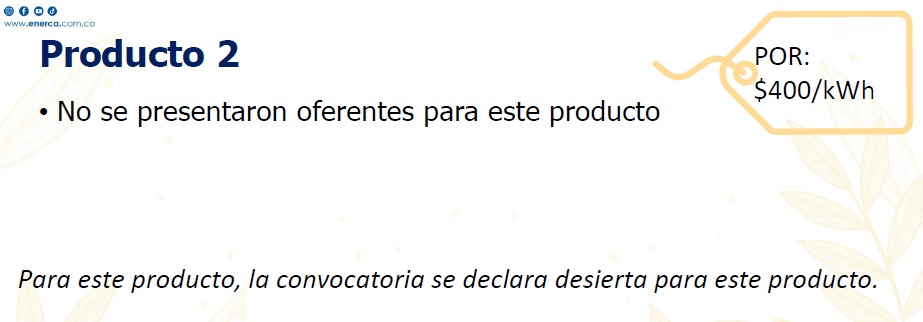 www.enerca.com.co
Producto 2
• No se presentaron oferentes para este producto
POR:
$400/kWh
Para este producto, la convocatoria se declara desierta para este producto.